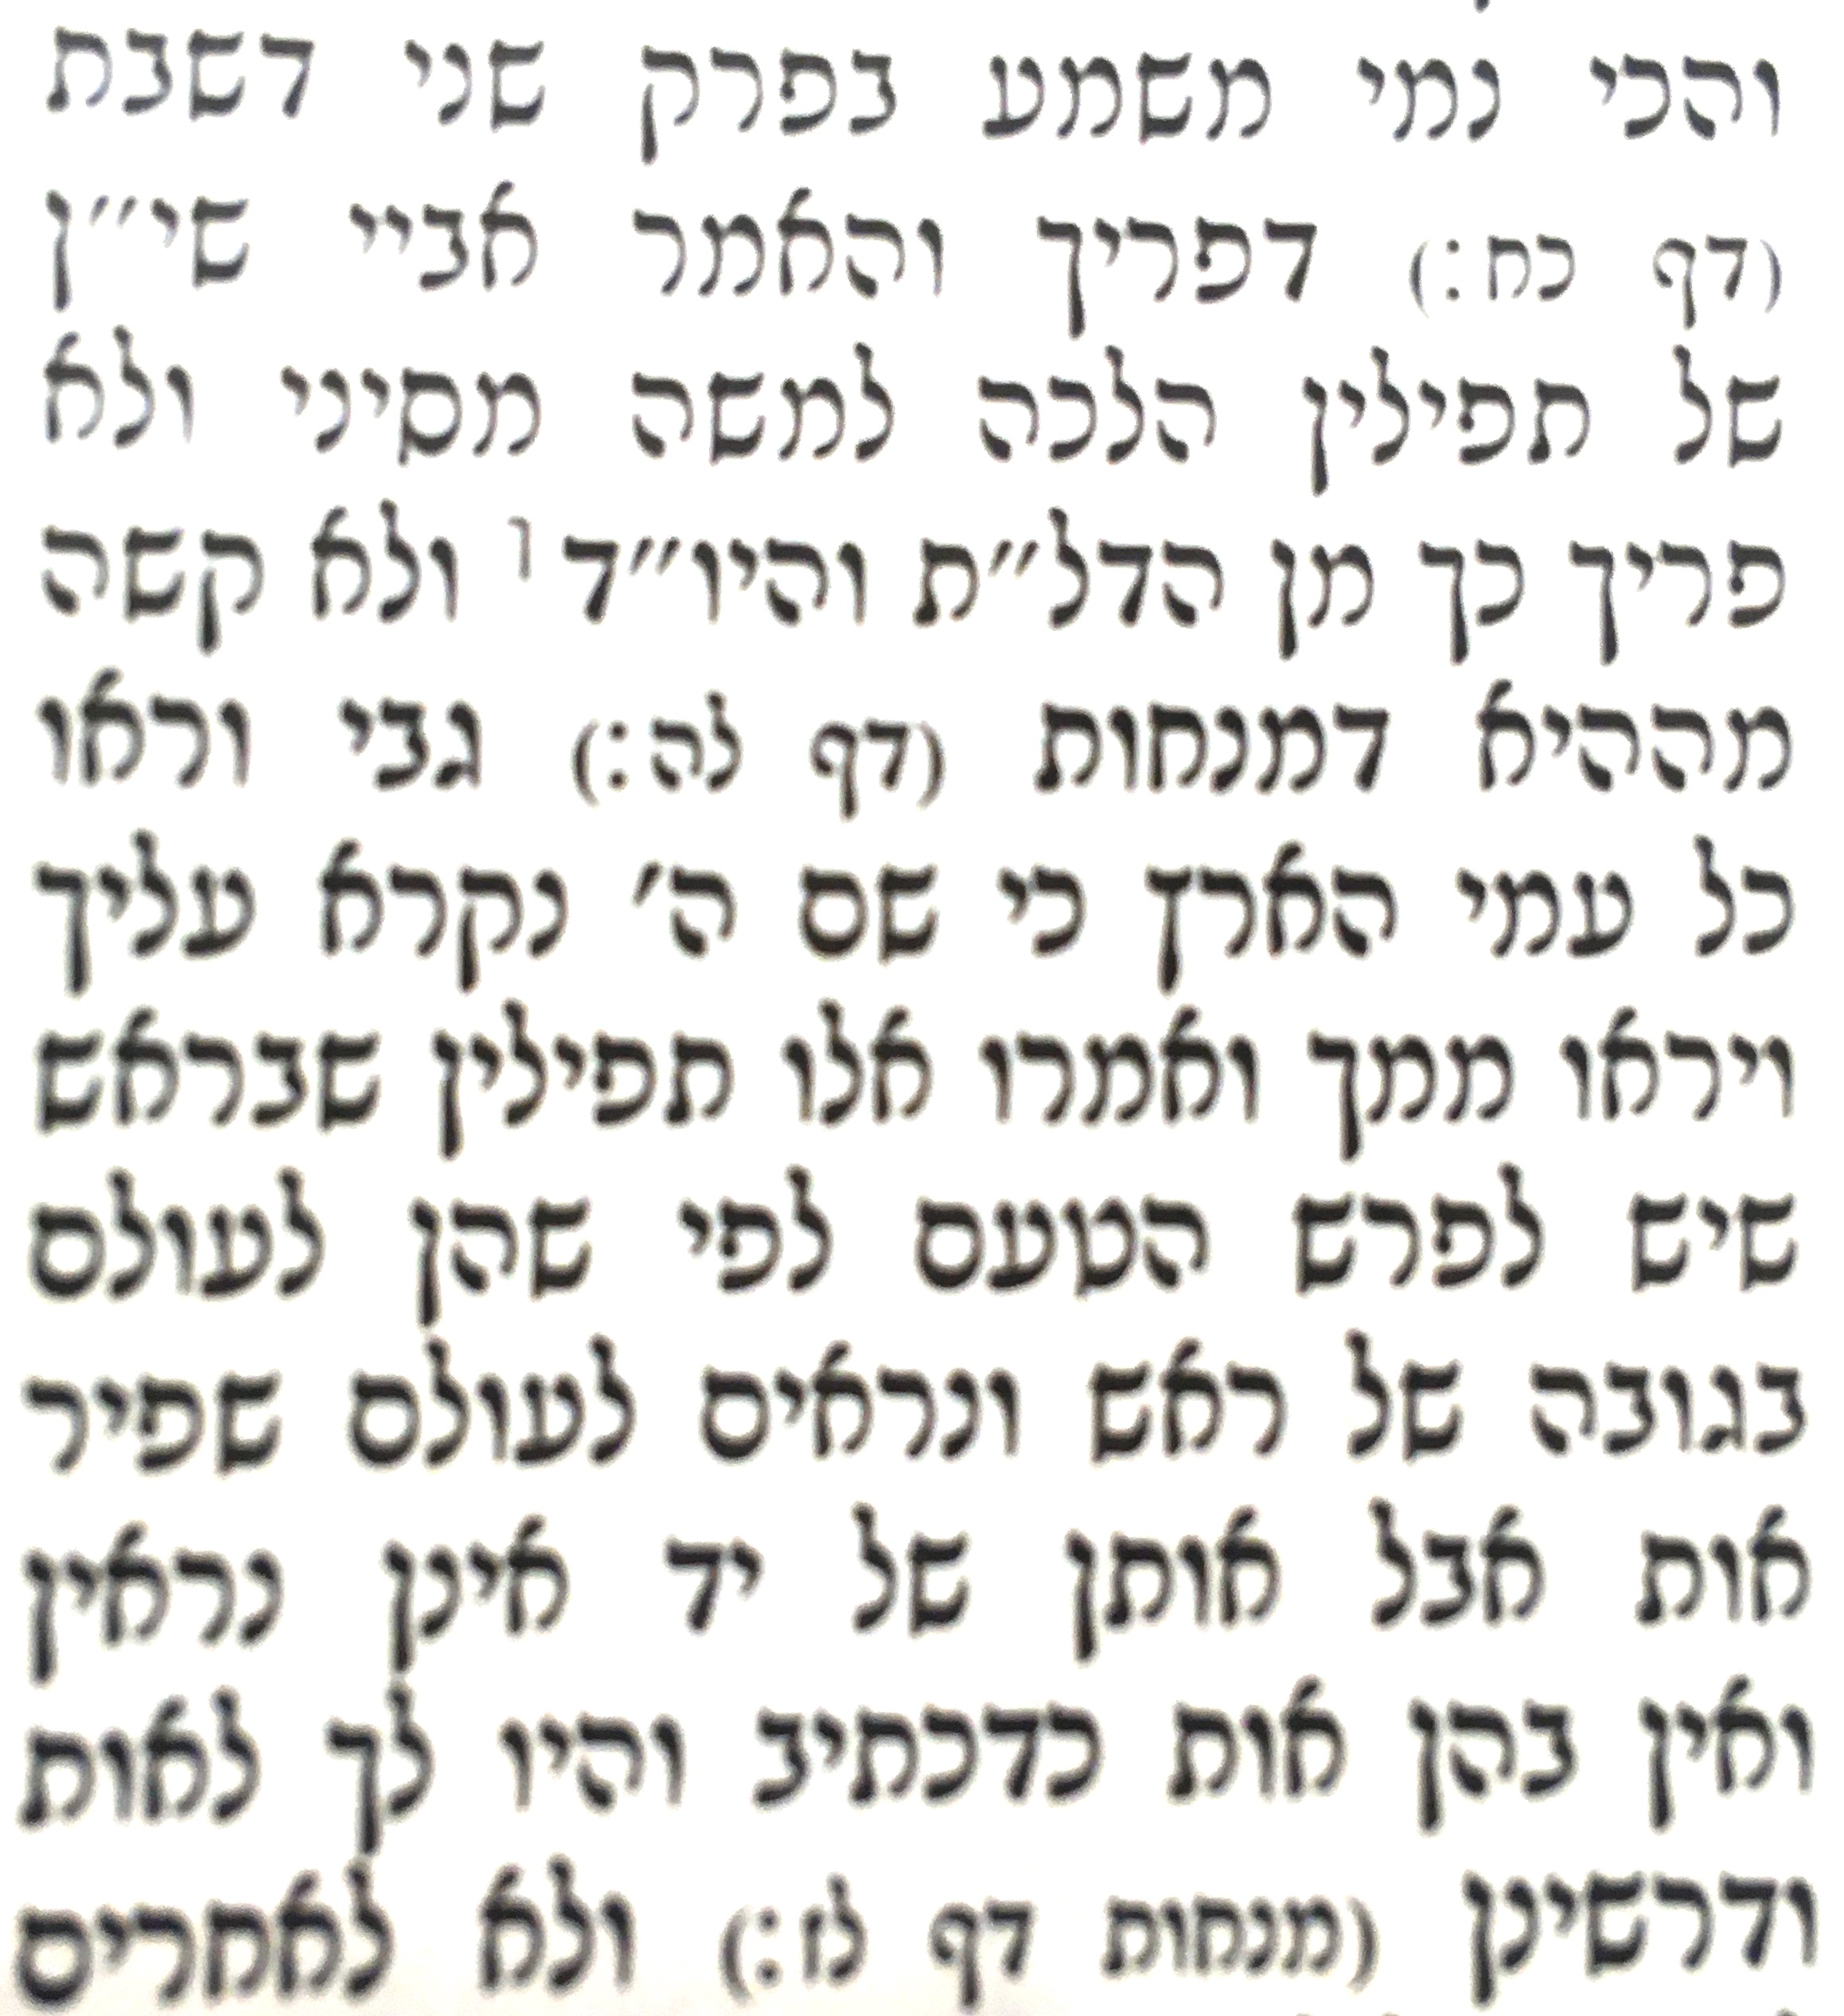 והכי נמי משמע בפרק שני דשבת
(דף כח:) דפריך והאמר אביי שי״ן
של תפילין הלכה למשה מסיני ולא
פריך כך מן הדל״ת והיו״ד ו ולא קשה
מההיא דמנחות (דף לה:) גבי וראו
כל עמי הארץ כי שם ה׳ נקרא עליך
ויראו ממך ואמרו אלו תפילין שבראש
שיש לפרש הטעם לפי שהן לעולם
בגובה של ראש ונראים לעולם שפיר
אות אבל אותן של יד אינן נראין
ואין בהן אות כדכתיב והיו לך לאות
ודרשינן (מנחות דף לז:) ולא לאחרים